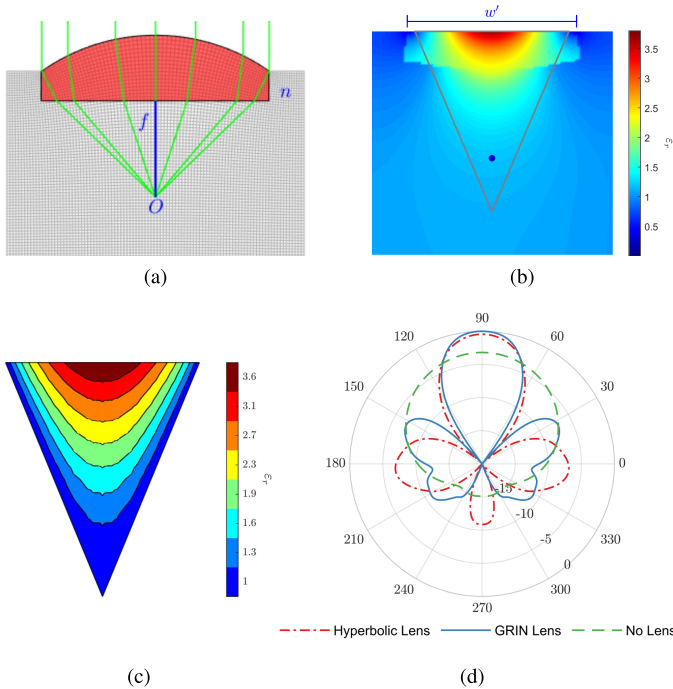 n
f
O
(a)
w′
3.5
3
2.5
2
1.5
1
0.5
εr
(b)
3.6
3.1
2.7
2.3
1.9
1.6
1.3
1
εr
(c)
90
120
60
150
30
180
0
-15
-10
-5
0
210
330
240
300
270
Hyperbolic Lens
GRIN Lens
No Lens
(d)